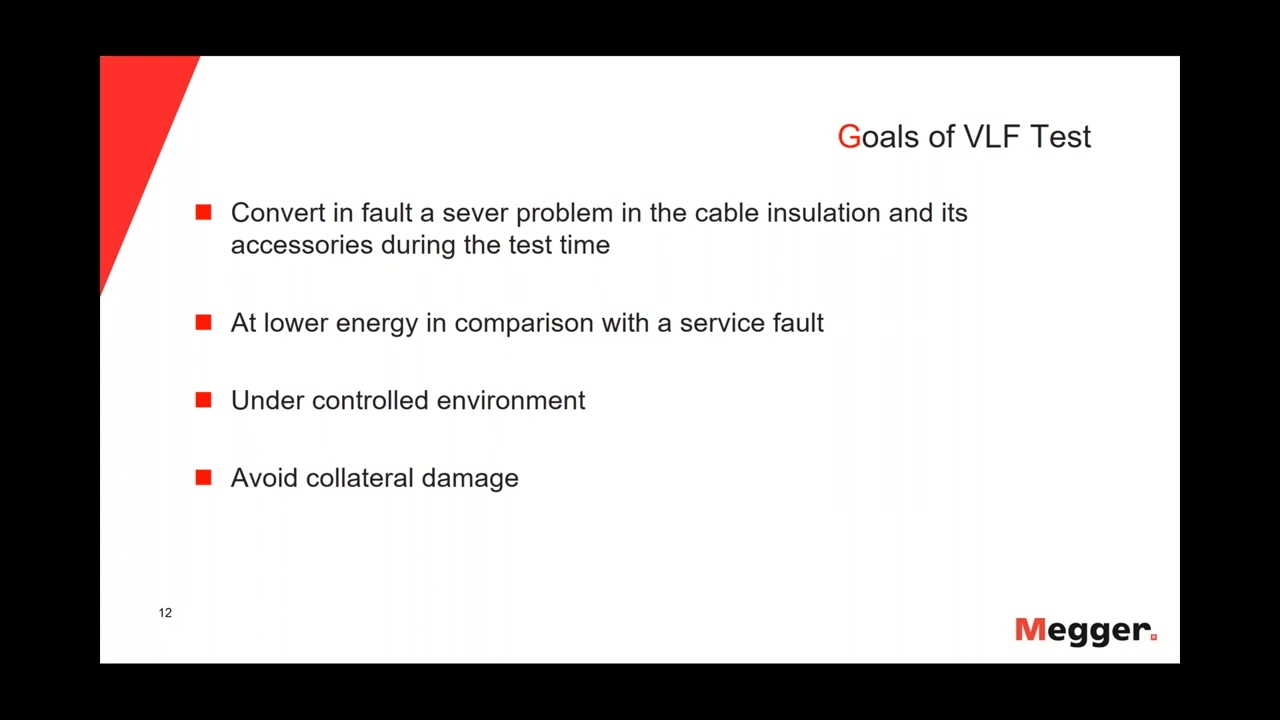 Goals of VLF Test
Convert in fault a sever problem in the cable insulation and its
accessories during the test time
At lower energy in comparison with a service fault
Under controlled environment
Avoid collateral damage
12
Megger.